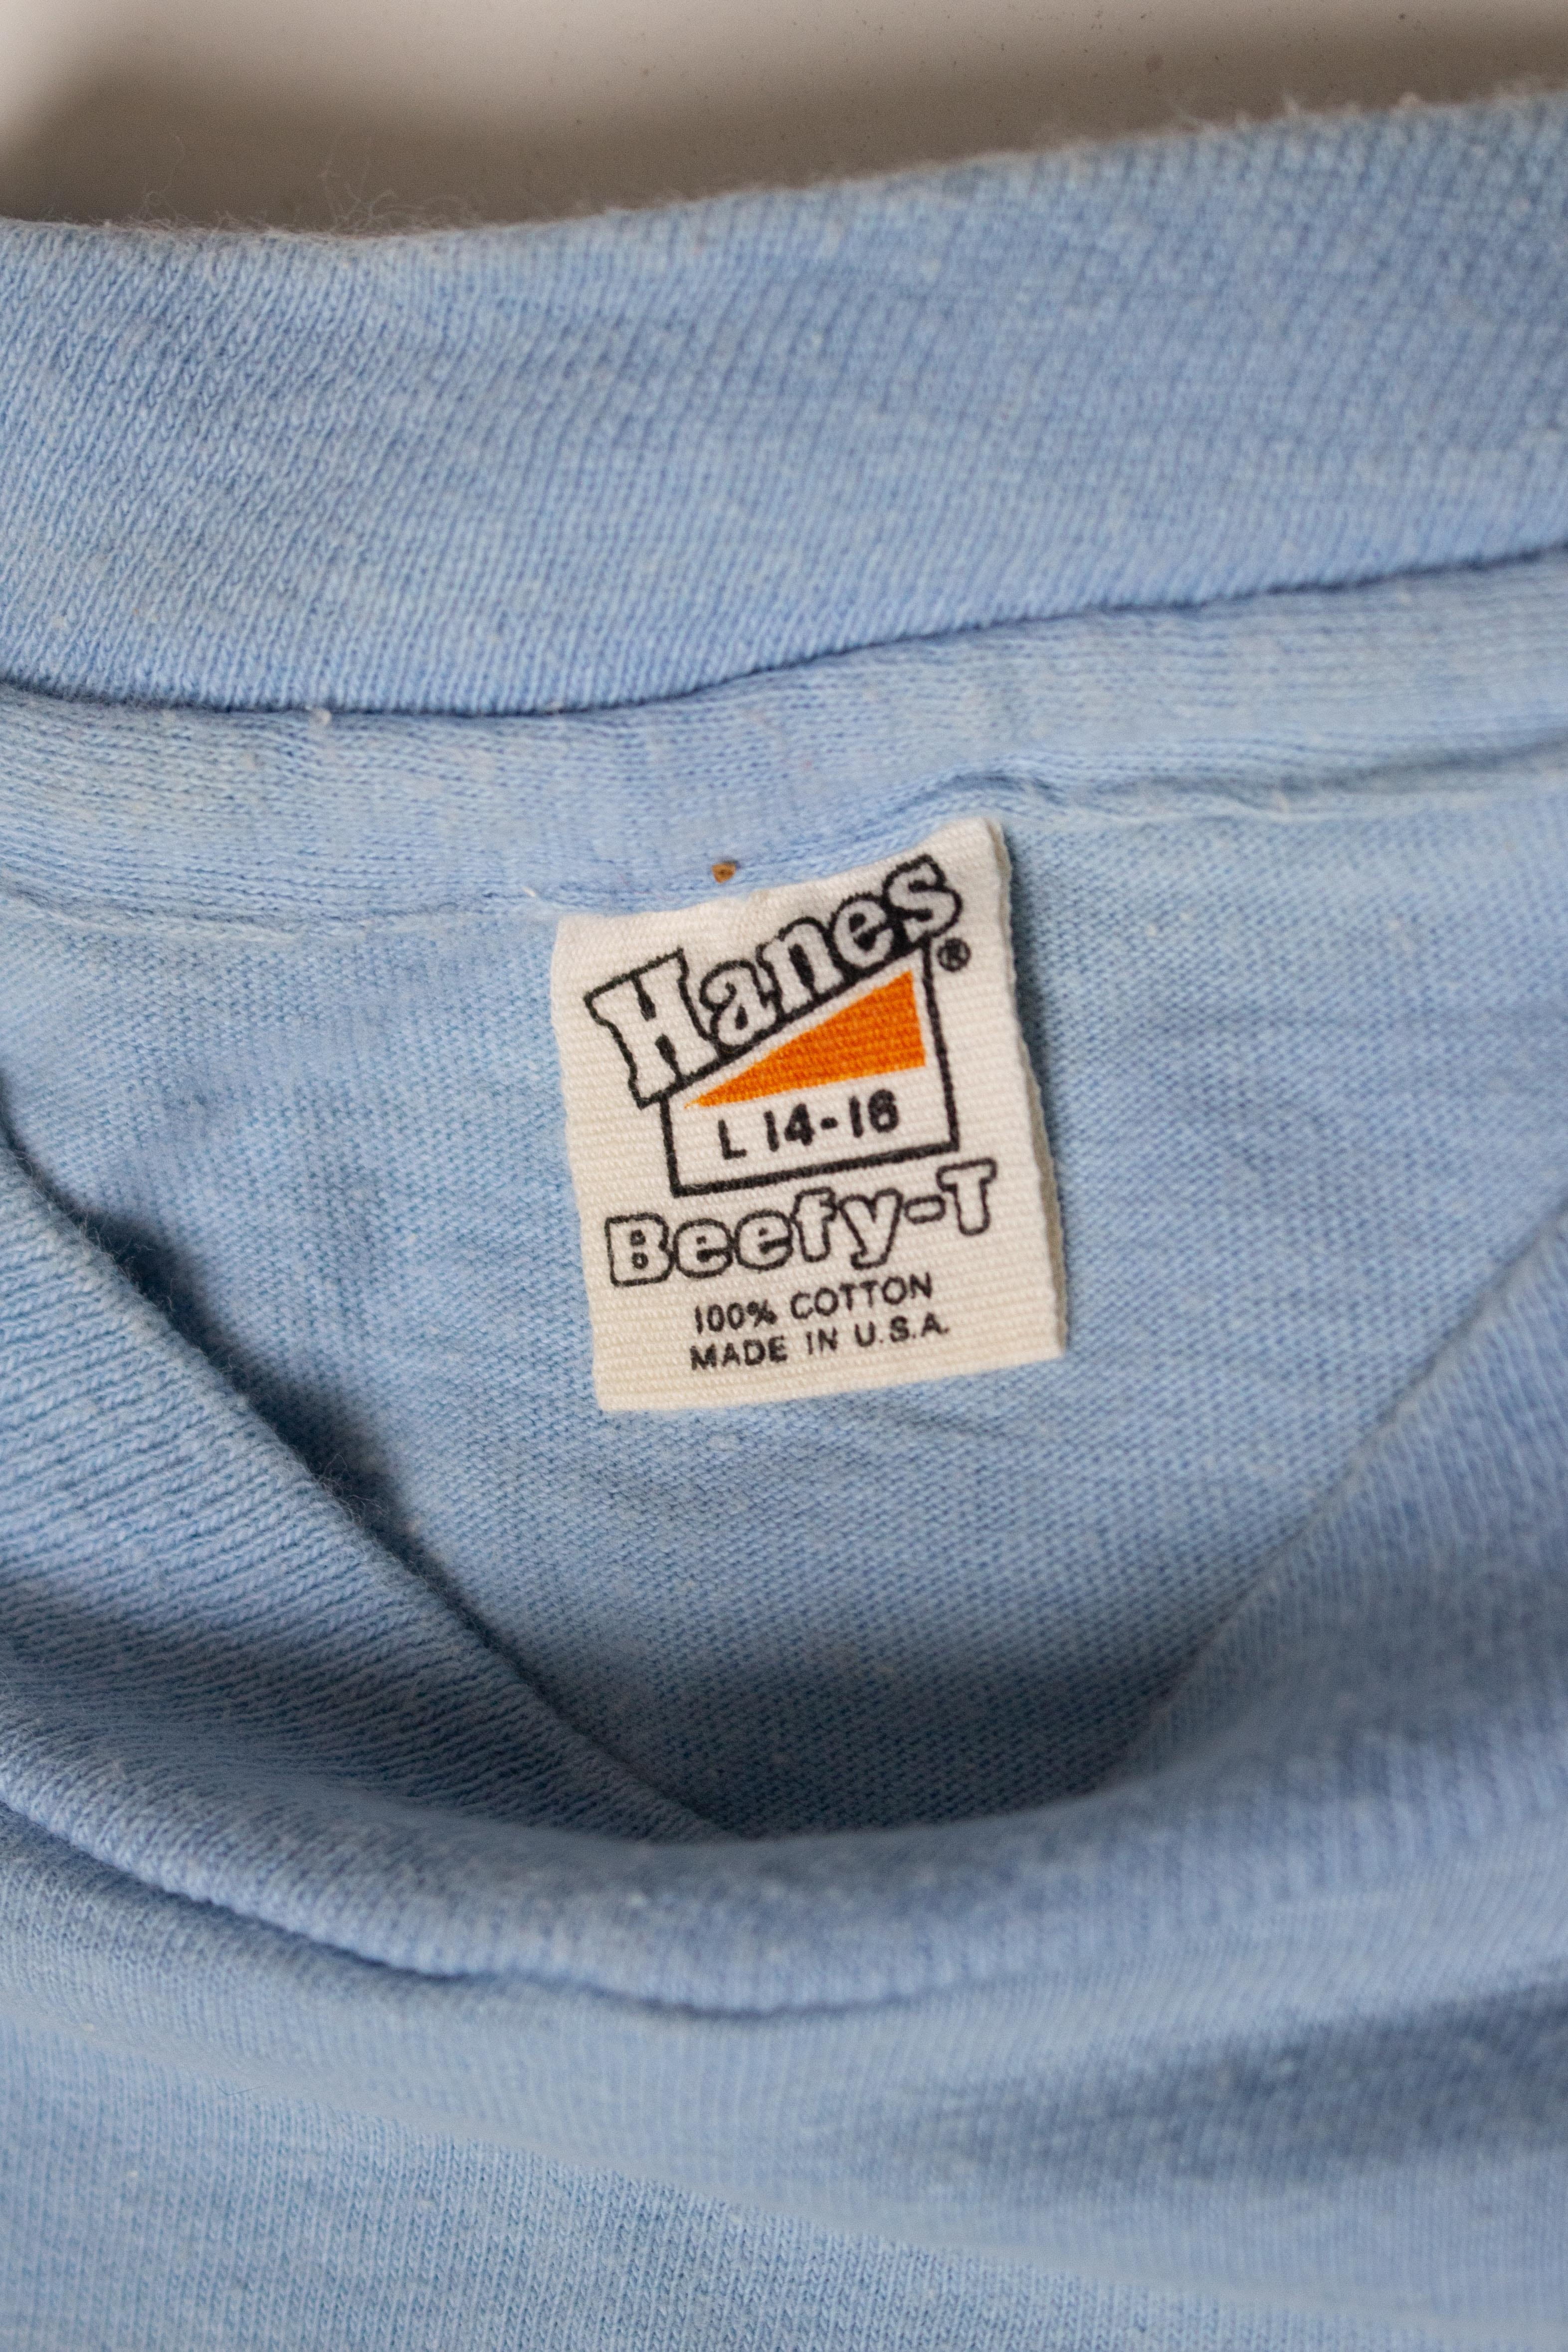 Hanes®
L 14-16
Beefy-T
100% COTTON
MADE IN U.S.A.